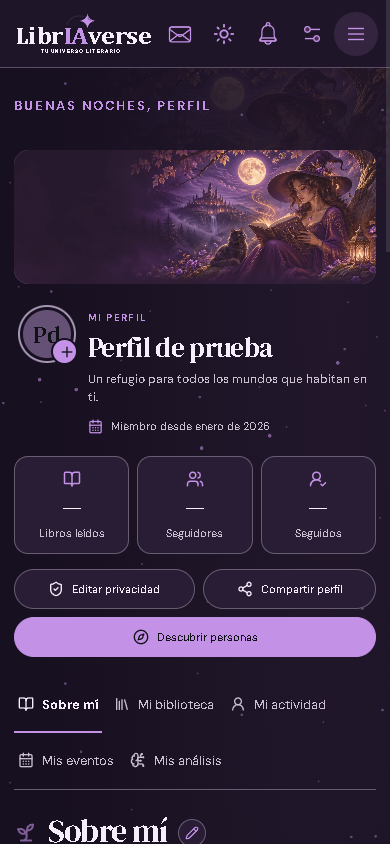 LibrIAverse
TU UNIVERSO LITERARIO
BUENAS NOCHES, PERFIL
Pd
MI PERFIL
Perfil de prueba
Un refugio para todos los mundos que habitan en
ti.
Miembro desde enero de 2026
— — —
Libros leídos Seguidores Seguidos
Editar privacidad Compartir perfil
Descubrir personas
Sobre mí Mi biblioteca Mi actividad
Mis eventos Mis análisis
Sobre mí